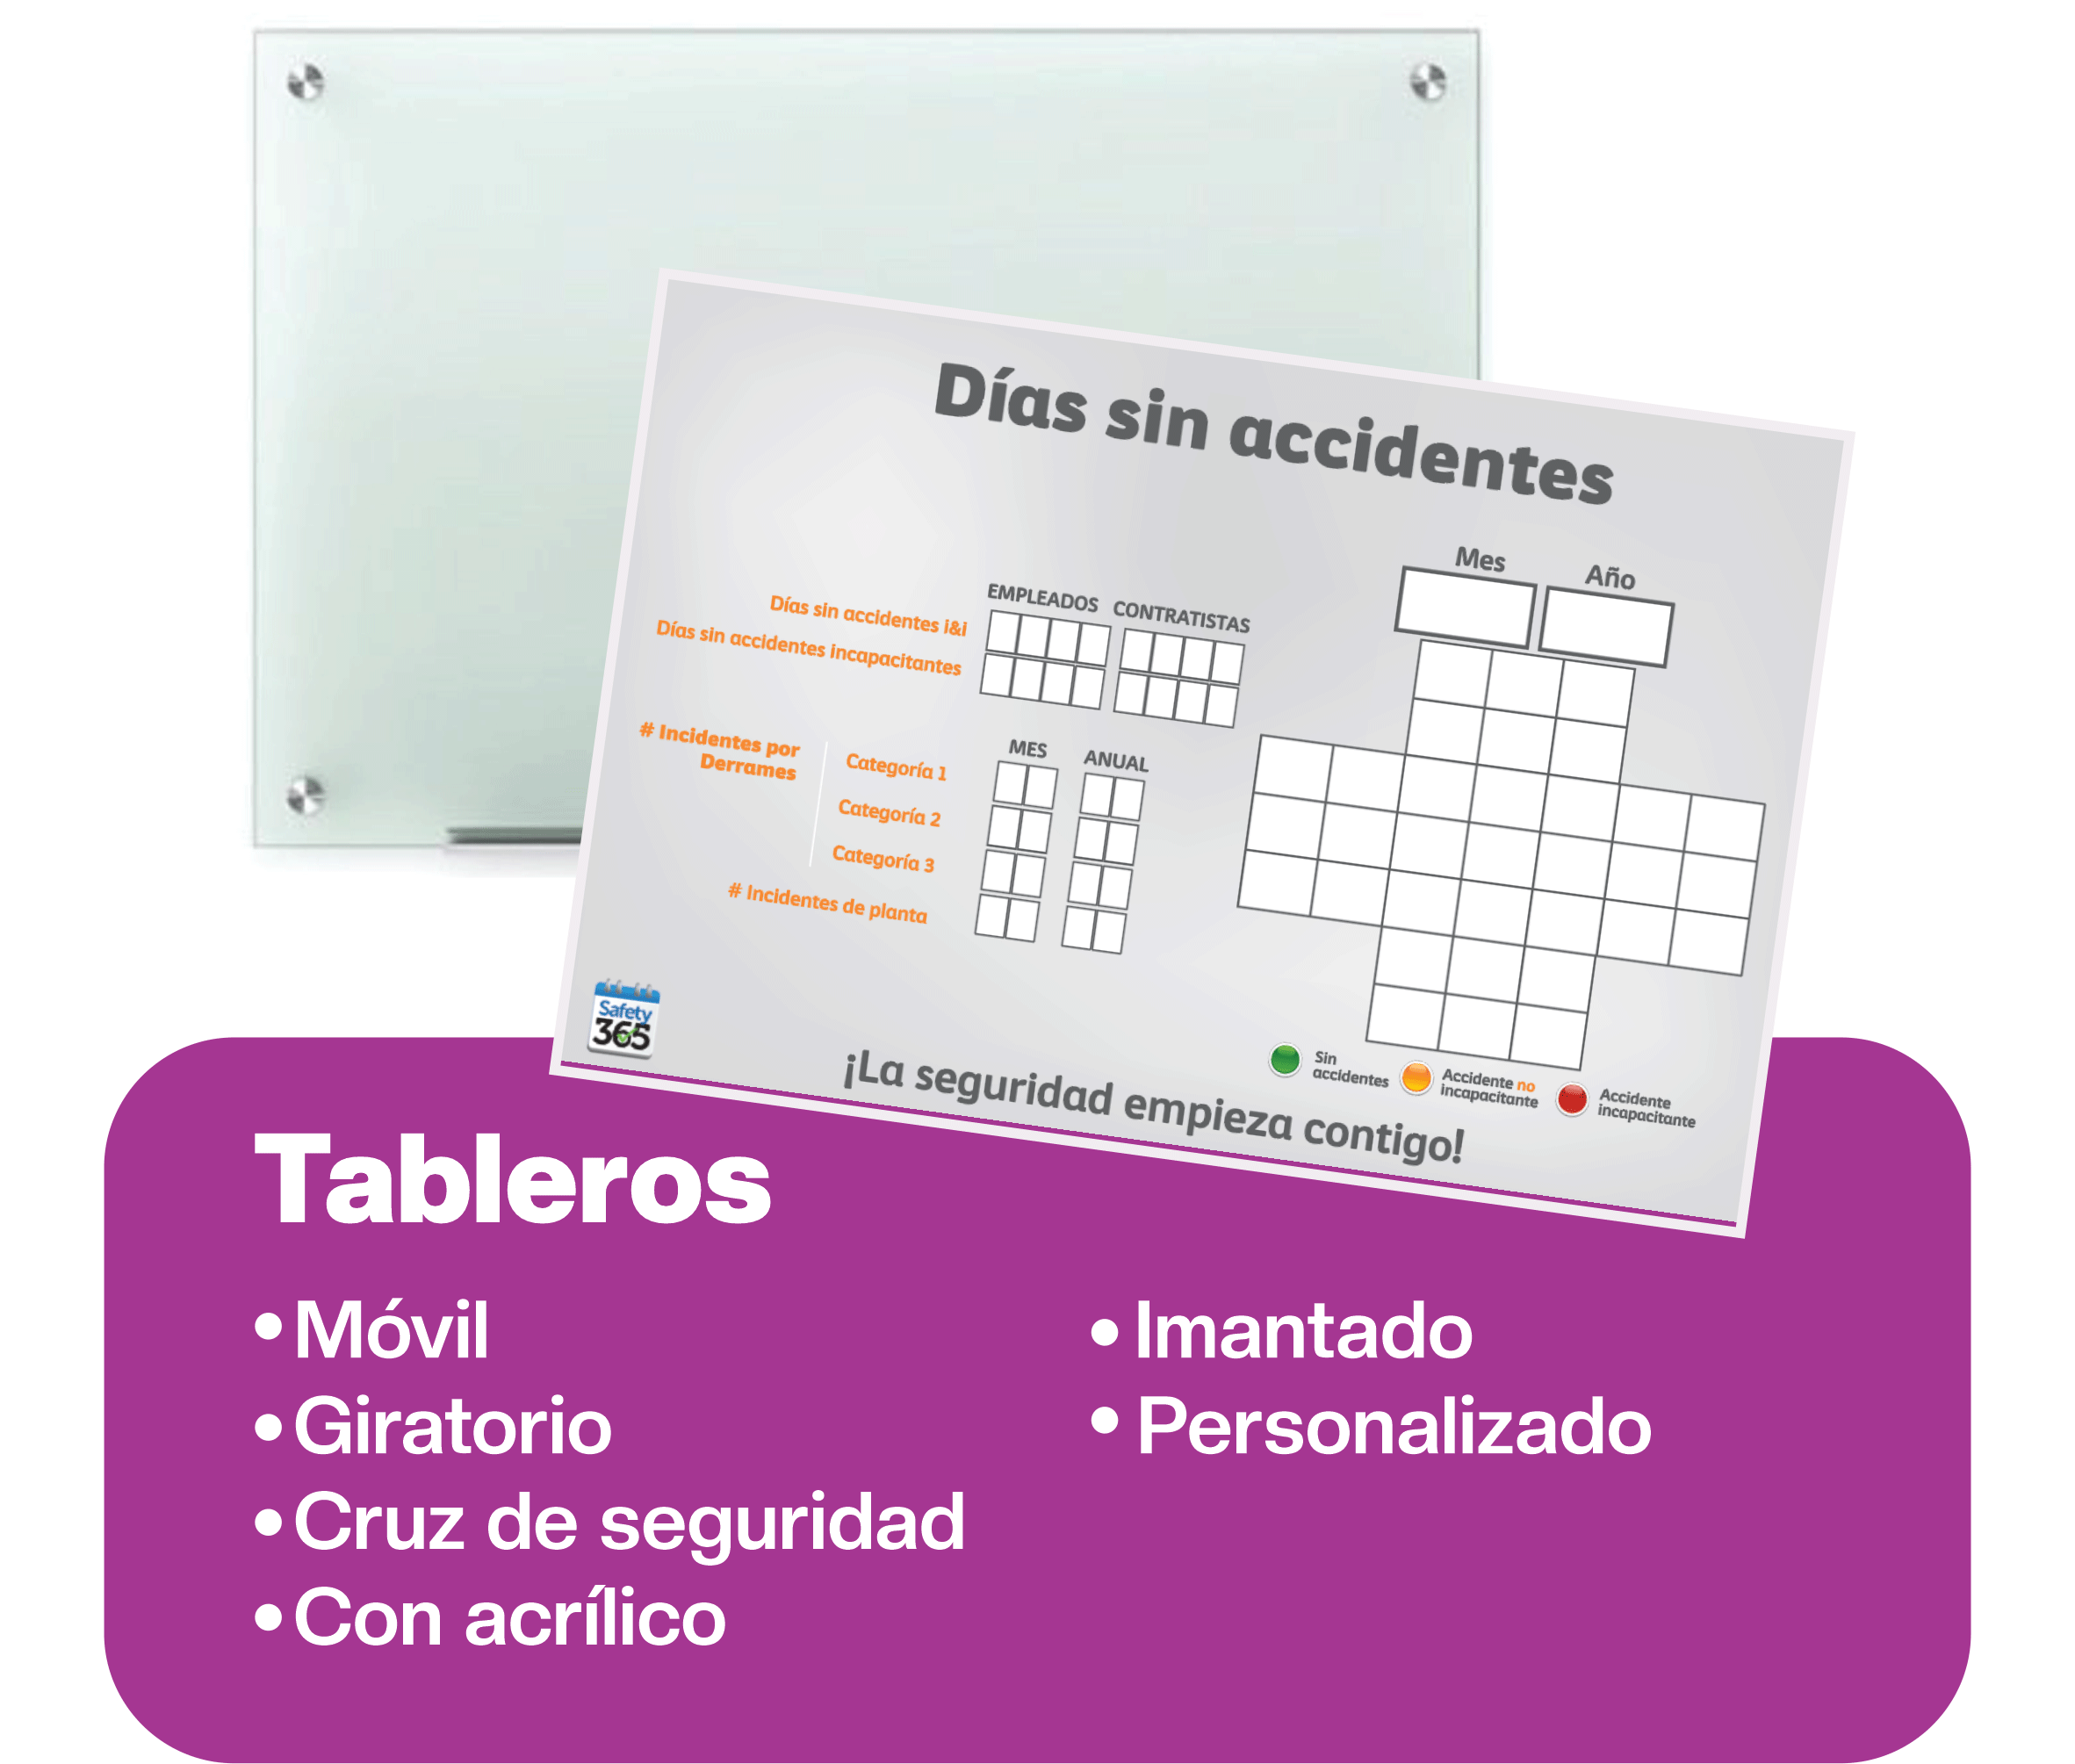 Días sin accidentes
Mes Año
EMPLEADOS CONTRATISTAS
Días sin accidentes i&i
Días sin accidentes incapacitantes
# Incidentes por
Derrames
MES ANUAL
Categoría 1
Categoría 2
Categoría 3
# Incidentes de planta
Safety
365
Sin
accidentes
Accidente no
incapacitante
Accidente
incapacitante
¡La seguridad empieza contigo!
Tableros
•Móvil
•Giratorio
•Cruz de seguridad
•Con acrílico
• Imantado
• Personalizado